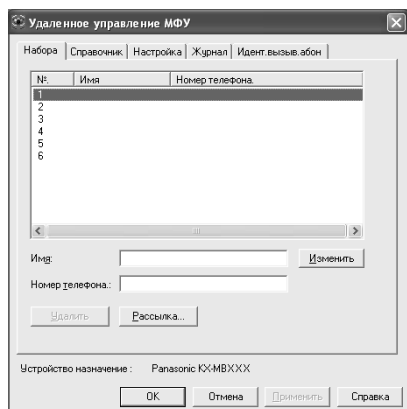 Удаленное управление МФУ
Набора Справочник Настройка Журнал Идент.вызыв.абон
№. Имя Номер телефона.
1
2
3
4
5
6
Имя: Изменить
Номер телефона.:
Удалить Рассылка...
Устройство назначение : Panasonic KX-MBXXX
OK Отмена Применить Справка